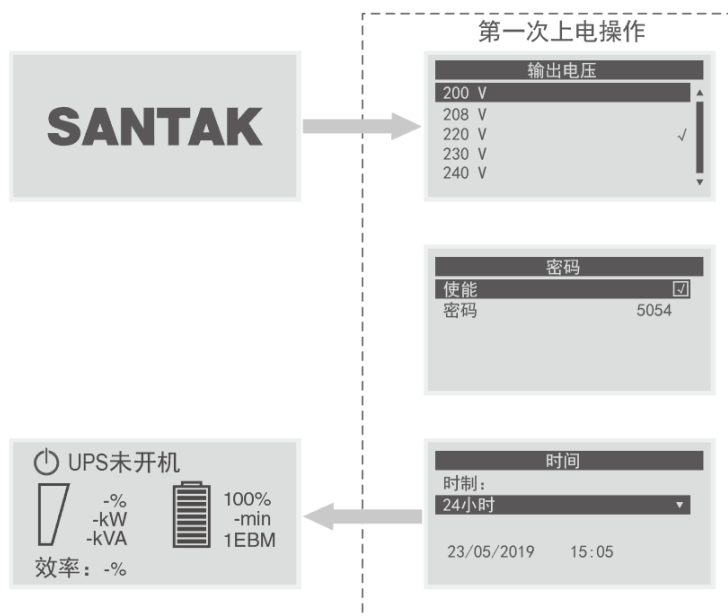 第一次上电操作
SANTAK
输出电压
200 V
208 V
220 V √
230 V
240 V
密码
使能 √
密码 5054
时间
时制：
24小时
23/05/2019 15:05
UPS未开机
-% 100%
-kW -min
-kVA 1EBM
效率：-%